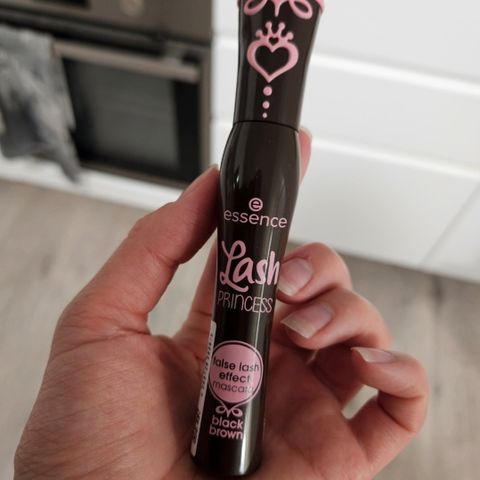 essence
Lash
PRINCESS
false lash
effect
mascara
black
brown